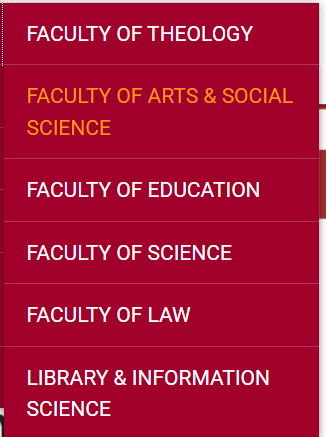 FACULTY OF THEOLOGY
FACULTY OF ARTS & SOCIAL
SCIENCE
FACULTY OF EDUCATION
FACULTY OF SCIENCE
FACULTY OF LAW
LIBRARY & INFORMATION
SCIENCE